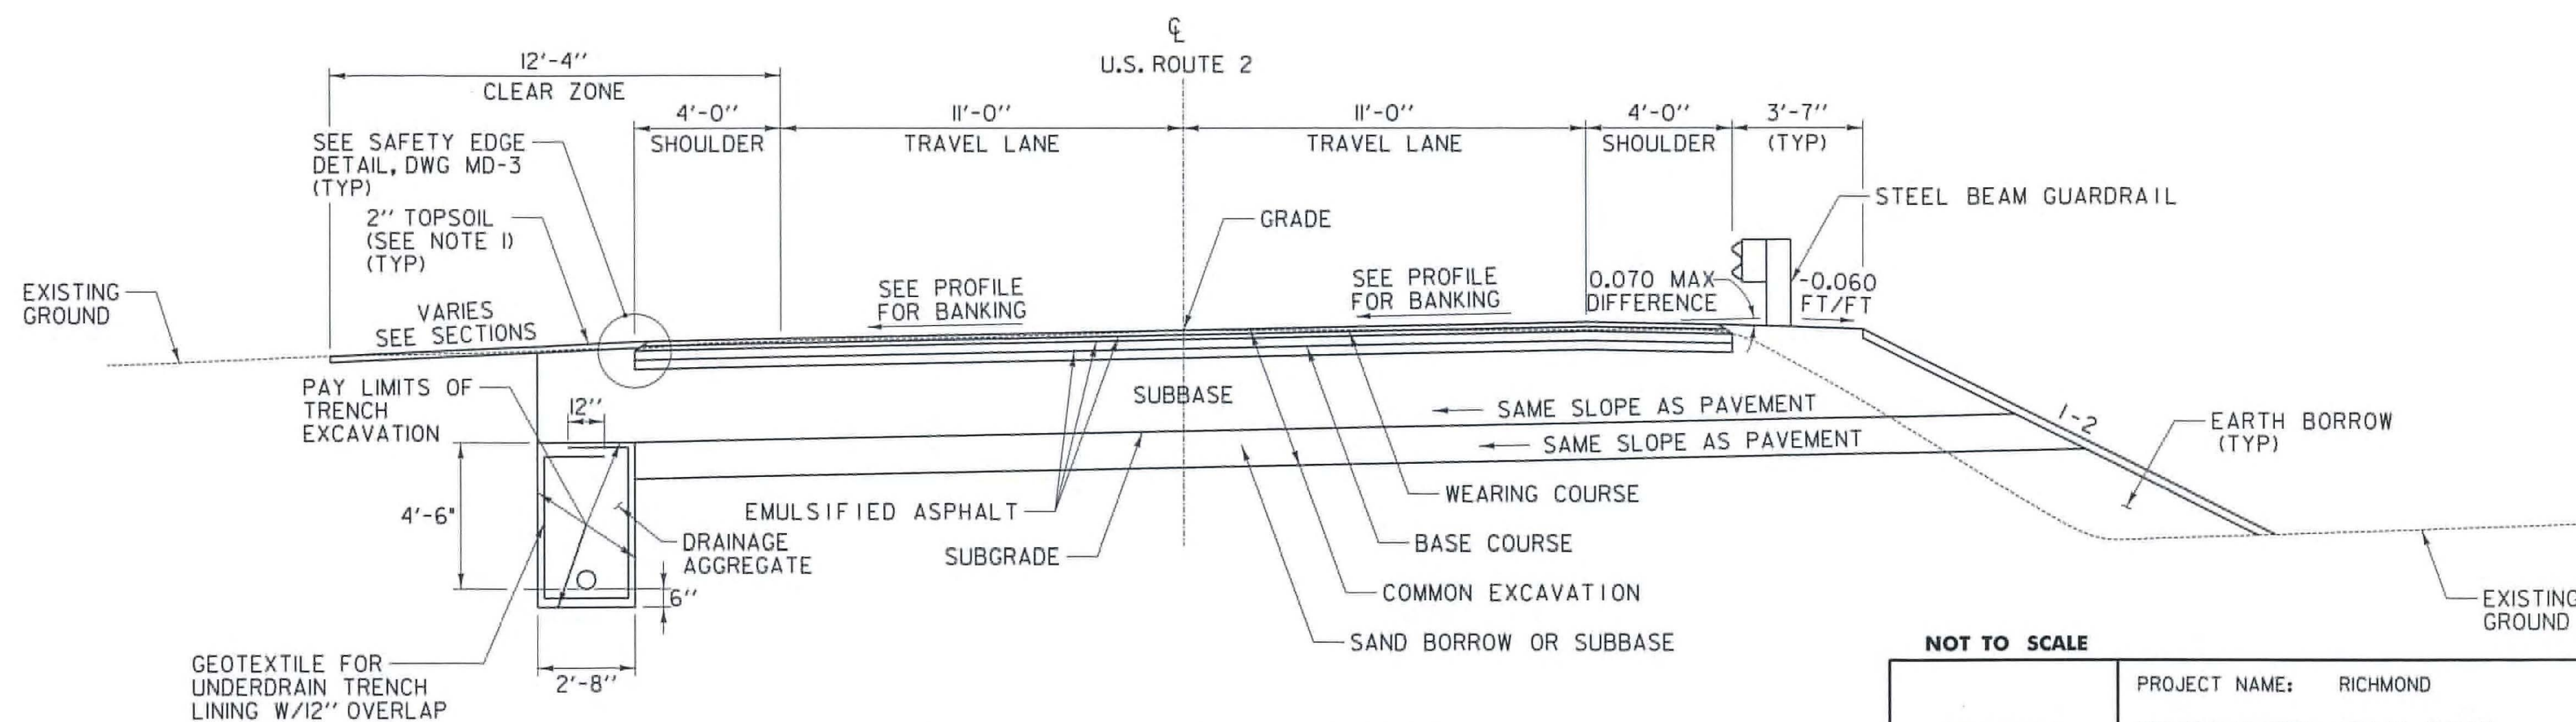 ℄
U.S. ROUTE 2
12'-4"
CLEAR ZONE
4'-0"
SHOULDER
11'-0"
TRAVEL LANE
11'-0"
TRAVEL LANE
4'-0"
SHOULDER
3'-7"
(TYP)
SEE SAFETY EDGE
DETAIL, DWG MD-3
(TYP)
2" TOPSOIL
(SEE NOTE 1)
(TYP)
GRADE
STEEL BEAM GUARDRAIL
EXISTING
GROUND
VARIES
SEE SECTIONS
SEE PROFILE
FOR BANKING
SEE PROFILE
FOR BANKING
0.070 MAX
DIFFERENCE
-0.060
FT/FT
PAY LIMITS OF
TRENCH
EXCAVATION
12"
SUBBASE
SAME SLOPE AS PAVEMENT
SAME SLOPE AS PAVEMENT
1-2
EARTH BORROW
(TYP)
4'-6"
EMULSIFIED ASPHALT
WEARING COURSE
DRAINAGE
AGGREGATE
SUBGRADE
BASE COURSE
6"
COMMON EXCAVATION
SAND BORROW OR SUBBASE
EXISTING
GROUND
GEOTEXTILE FOR
UNDERDRAIN TRENCH
LINING W/12" OVERLAP
2'-8"
NOT TO SCALE
PROJECT NAME: RICHMOND